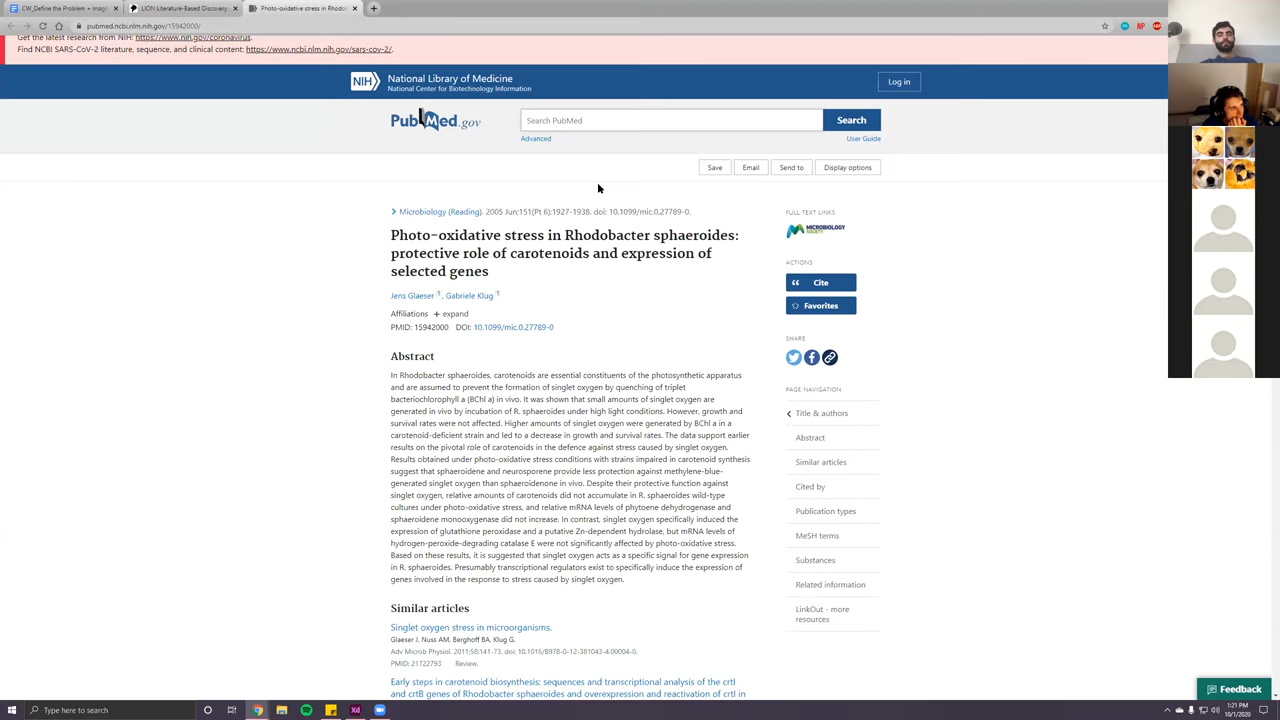 CW_Define the Problem + Insigh
LION Literature-Based Discovery
Photo-oxidative stress in Rhodob
pubmed.ncbi.nlm.nih.gov/15942000/
Get the latest research from NIH: https://www.nih.gov/coronavirus.
Find NCBI SARS-CoV-2 literature, sequence, and clinical content: https://www.ncbi.nlm.nih.gov/sars-cov-2/.
NIH
National Library of Medicine
National Center for Biotechnology Information
Log in
PubMed.gov
Search PubMed
Search
Advanced
User Guide
Save
Email
Send to
Display options
Microbiology (Reading). 2005 Jun;151(Pt 6):1927-1938. doi: 10.1099/mic.0.27789-0.
Photo-oxidative stress in Rhodobacter sphaeroides:
protective role of carotenoids and expression of
selected genes
Jens Glaeser 1, Gabriele Klug 1
Affiliations + expand
PMID: 15942000 DOI: 10.1099/mic.0.27789-0
Abstract
In Rhodobacter sphaeroides, carotenoids are essential constituents of the photosynthetic apparatus
and are assumed to prevent the formation of singlet oxygen by quenching of triplet
bacteriochlorophyll a (BChl a) in vivo. It was shown that small amounts of singlet oxygen are
generated in vivo by incubation of R. sphaeroides under high light conditions. However, growth and
survival rates were not affected. Higher amounts of singlet oxygen were generated by BChl a in a
carotenoid-deficient strain and led to a decrease in growth and survival rates. The data support earlier
results on the pivotal role of carotenoids in the defence against stress caused by singlet oxygen.
Results obtained under photo-oxidative stress conditions with strains impaired in carotenoid synthesis
suggest that sphaeroidene and neurosporene provide less protection against methylene-blue-
generated singlet oxygen than sphaeroidenone in vivo. Despite their protective function against
singlet oxygen, relative amounts of carotenoids did not accumulate in R. sphaeroides wild-type
cultures under photo-oxidative stress, and relative mRNA levels of phytoene dehydrogenase and
sphaeroidene monooxygenase did not increase. In contrast, singlet oxygen specifically induced the
expression of glutathione peroxidase and a putative Zn-dependent hydrolase, but mRNA levels of
hydrogen-peroxide-degrading catalase E were not significantly affected by photo-oxidative stress.
Based on these results, it is suggested that singlet oxygen acts as a specific signal for gene expression
in R. sphaeroides. Presumably transcriptional regulators exist to specifically induce the expression of
genes involved in the response to stress caused by singlet oxygen.
Similar articles
Singlet oxygen stress in microorganisms.
Glaeser J, Nuss AM, Berghoff BA, Klug G.
Adv Microb Physiol. 2011;58:141-73. doi: 10.1016/B978-0-12-381043-4.00004-0.
PMID: 21722793 Review.
Early steps in carotenoid biosynthesis: sequences and transcriptional analysis of the crtI
and crtB genes of Rhodobacter sphaeroides and overexpression and reactivation of crtI in
FULL TEXT LINKS
MICROBIOLOGY
SOCIETY
ACTIONS
Cite
Favorites
SHARE
PAGE NAVIGATION
Title & authors
Abstract
Similar articles
Cited by
Publication types
MeSH terms
Substances
Related information
LinkOut - more
resources
Feedback
Type here to search
1:21 PM
10/1/2020